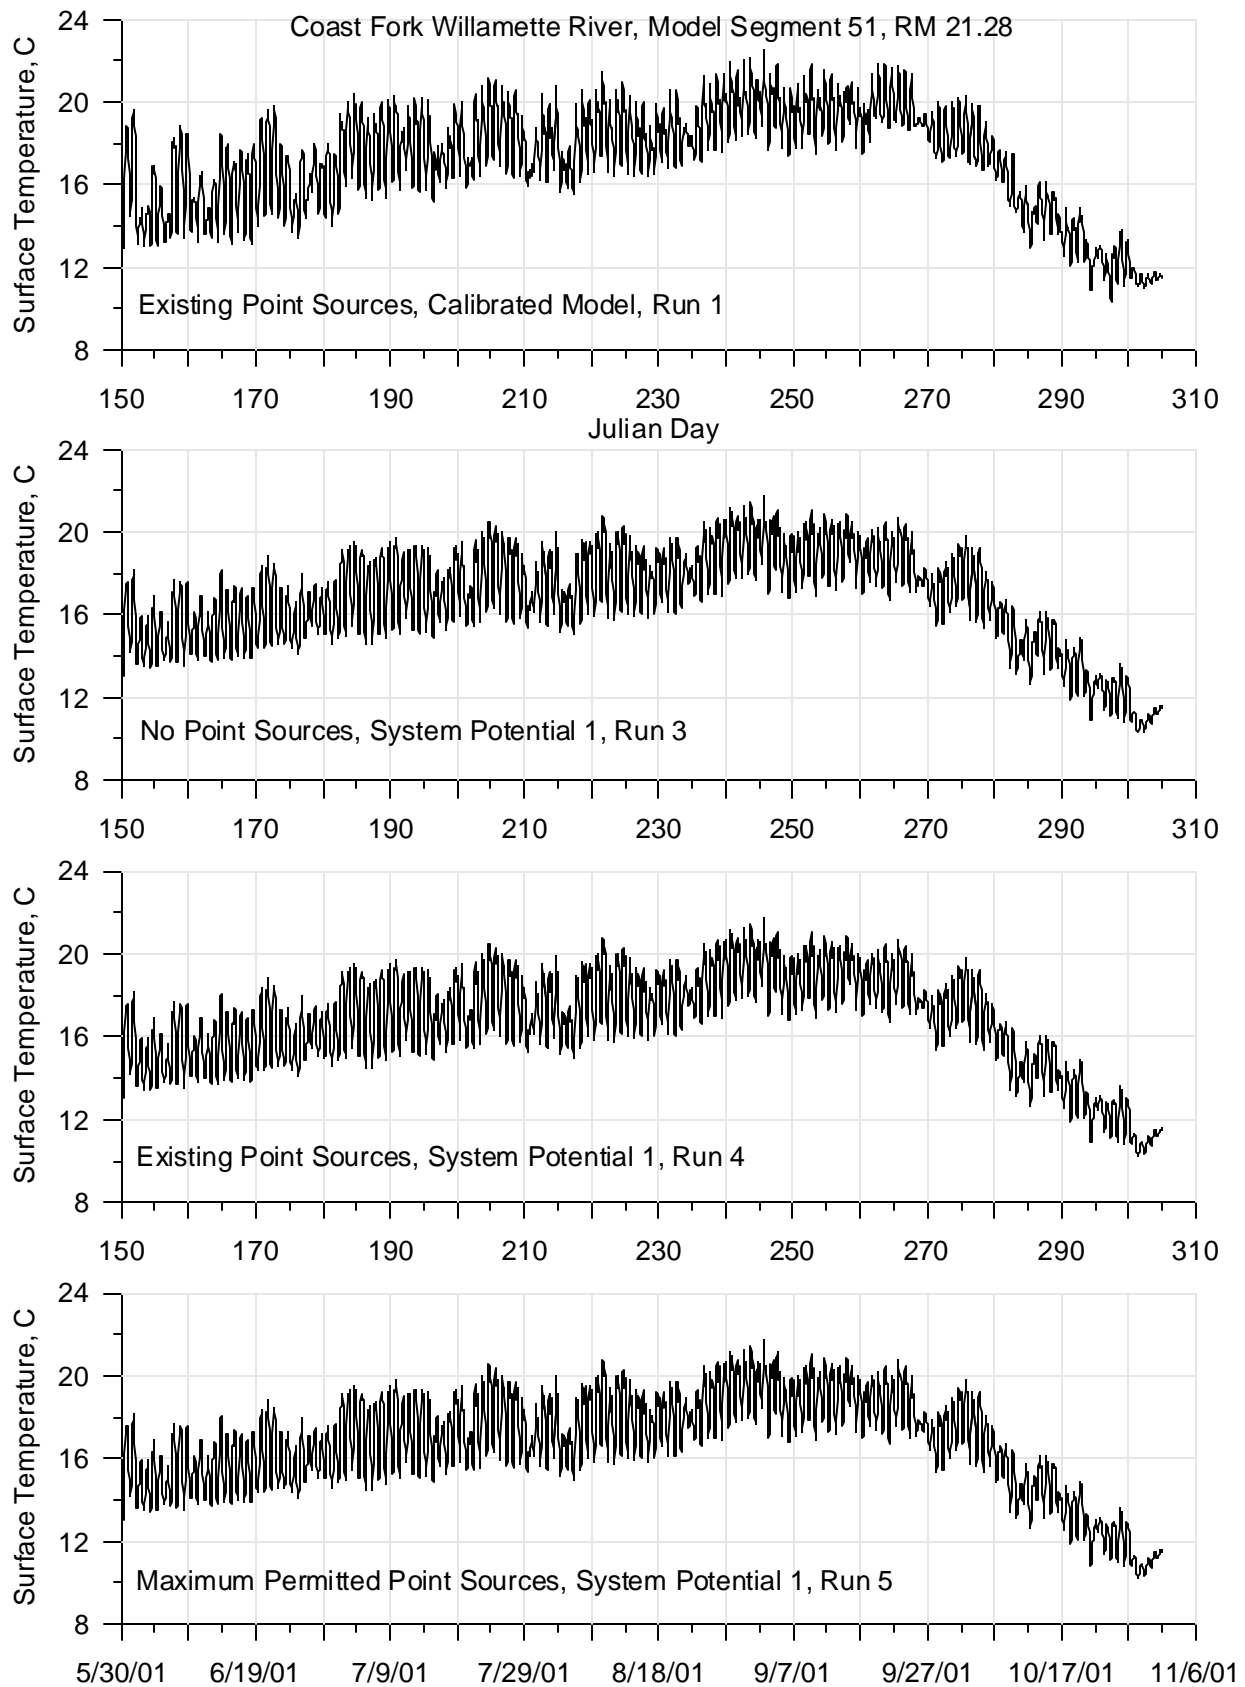 Coast Fork Willamette River, Model Segment 51, RM 21.28
Surface Temperature, C
24
20
16
12
8
Existing Point Sources, Calibrated Model, Run 1
150 170 190 210 230 250 270 290 310
Julian Day
Surface Temperature, C
24
20
16
12
8
No Point Sources, System Potential 1, Run 3
150 170 190 210 230 250 270 290 310
Surface Temperature, C
24
20
16
12
8
Existing Point Sources, System Potential 1, Run 4
150 170 190 210 230 250 270 290 310
Surface Temperature, C
24
20
16
12
8
Maximum Permitted Point Sources, System Potential 1, Run 5
5/30/01 6/19/01 7/9/01 7/29/01 8/18/01 9/7/01 9/27/01 10/17/01 11/6/01